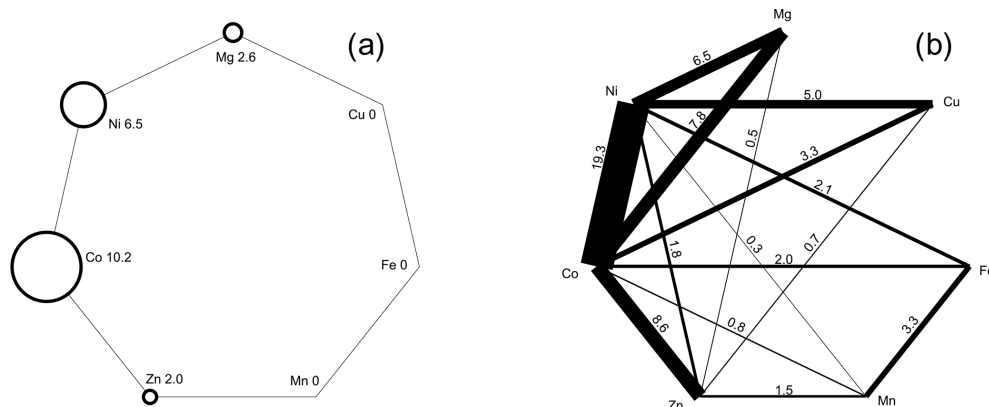 (a)
Mg 2.6
Ni 6.5
Cu 0
Co 10.2
Fe 0
Zn 2.0
Mn 0
(b)
Mg
6.5
Ni
5.0
Cu
7.8
0.5
19.3
3.3
2.1
1.8
0.3
0.7
Co
2.0
Fe
8.6
0.8
3.3
1.5
Zn
Mn